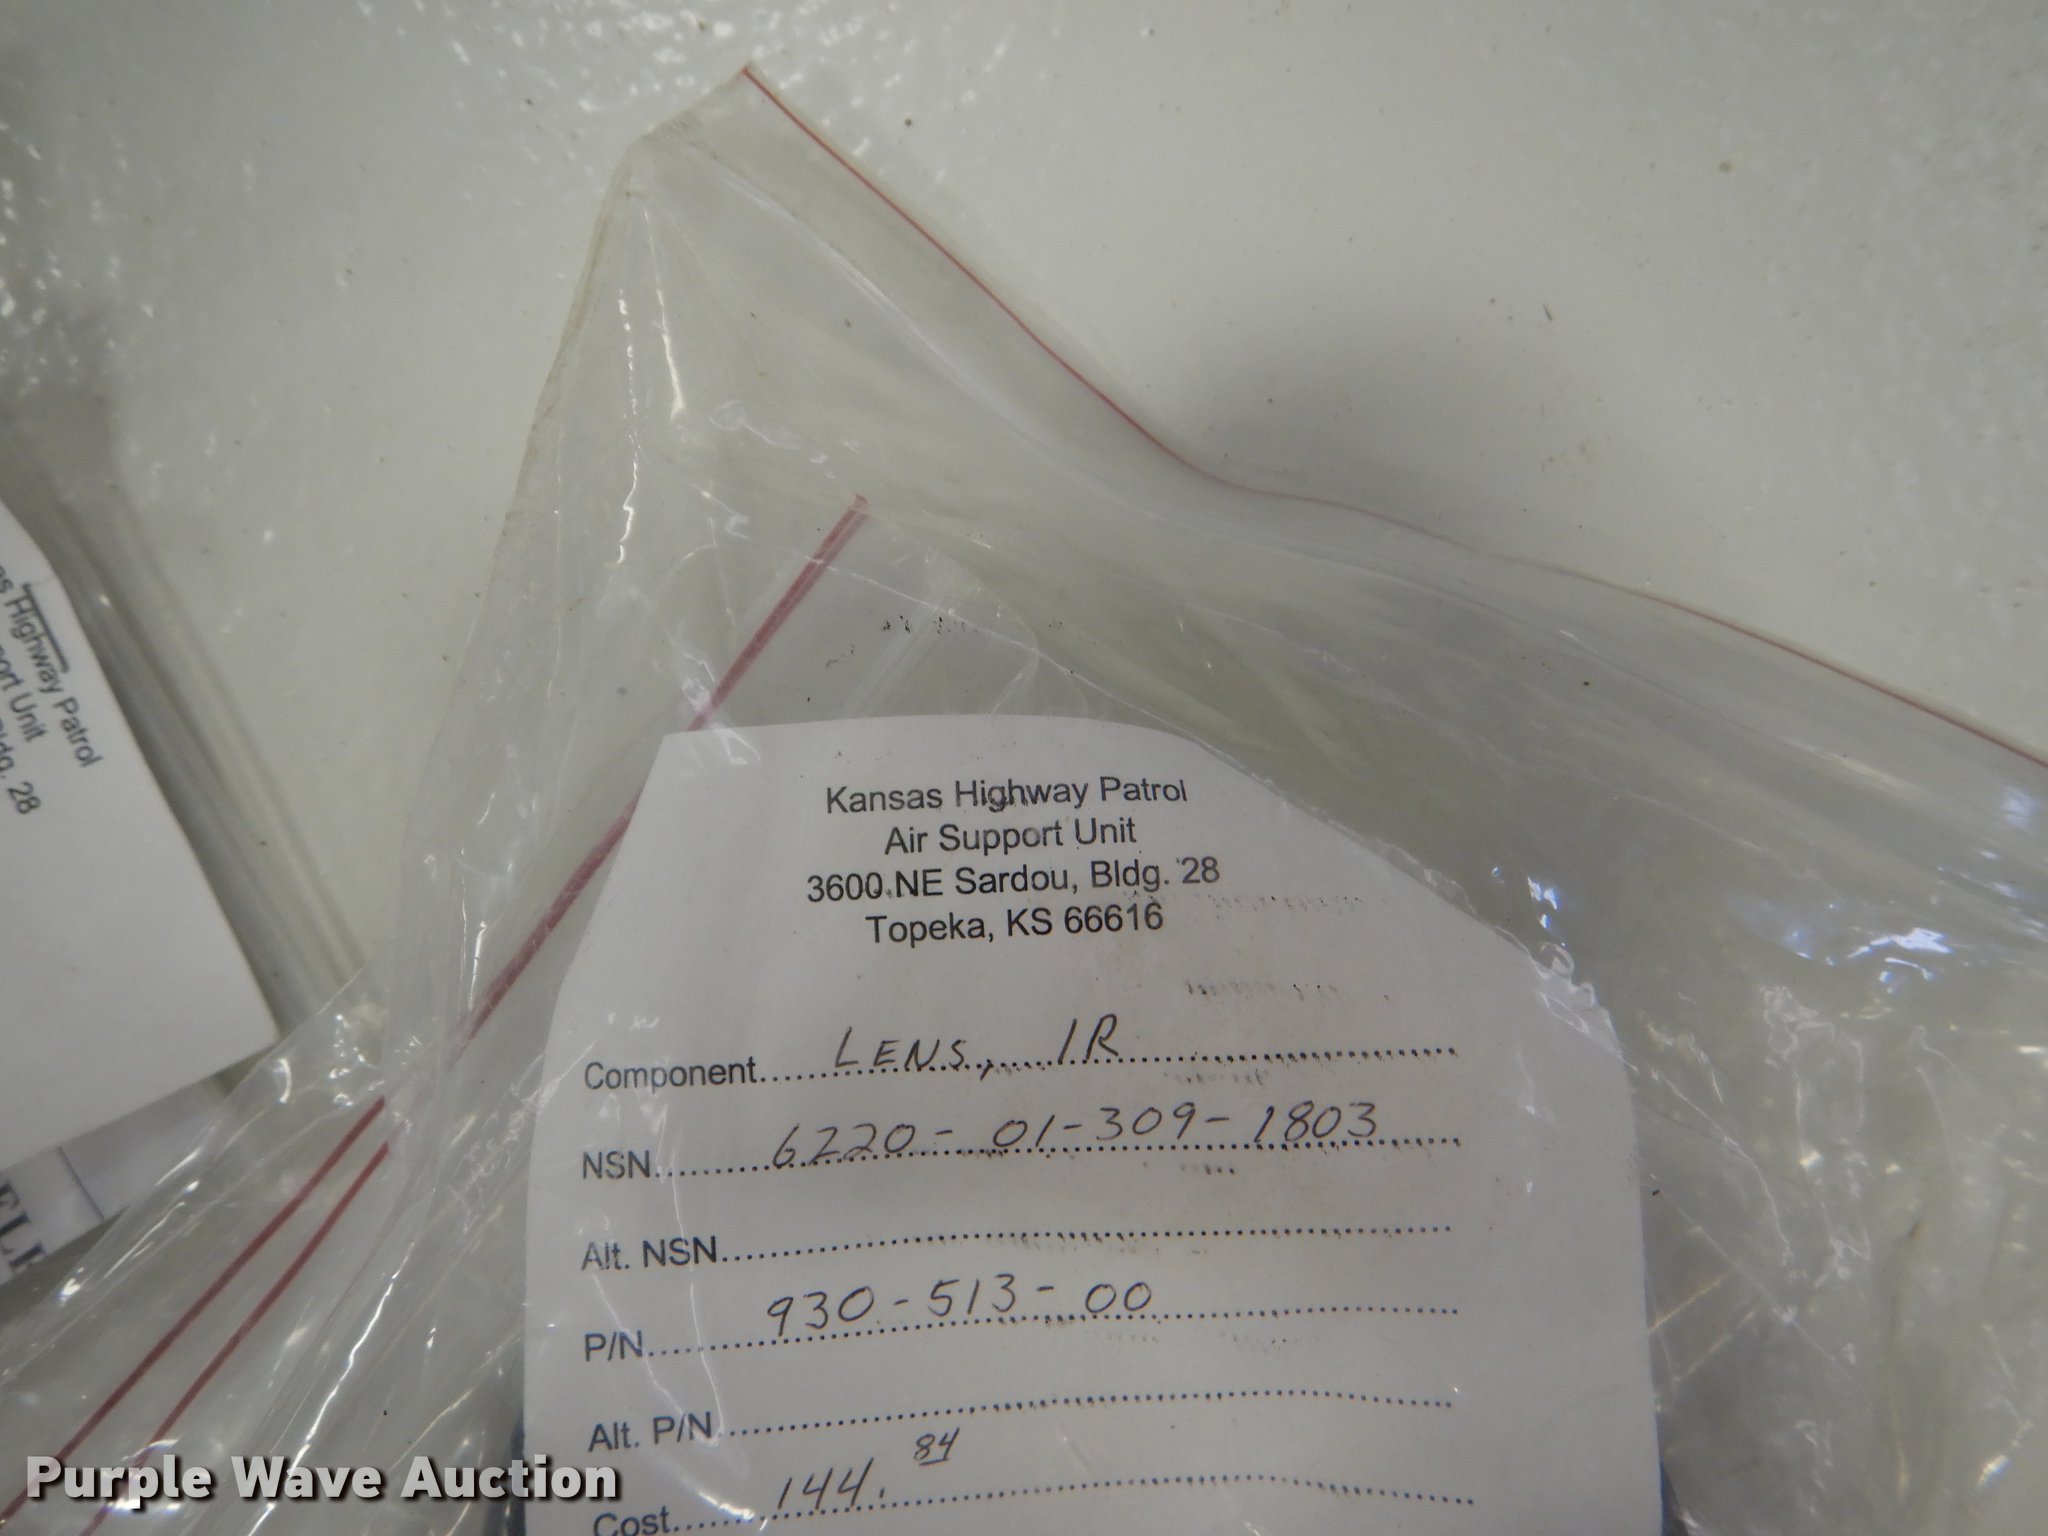 Kansas Highway Patrol
Air Support Unit
3600 NE Sardou, Bldg. 28
Topeka, KS 66616
Component LENS, IR
NSN 6220-01-309-1803
Alt. NSN
P/N 930-513-00
Alt. P/N
Cost 144.84
Highway Patrol
Unit
28
Purple Wave Auction